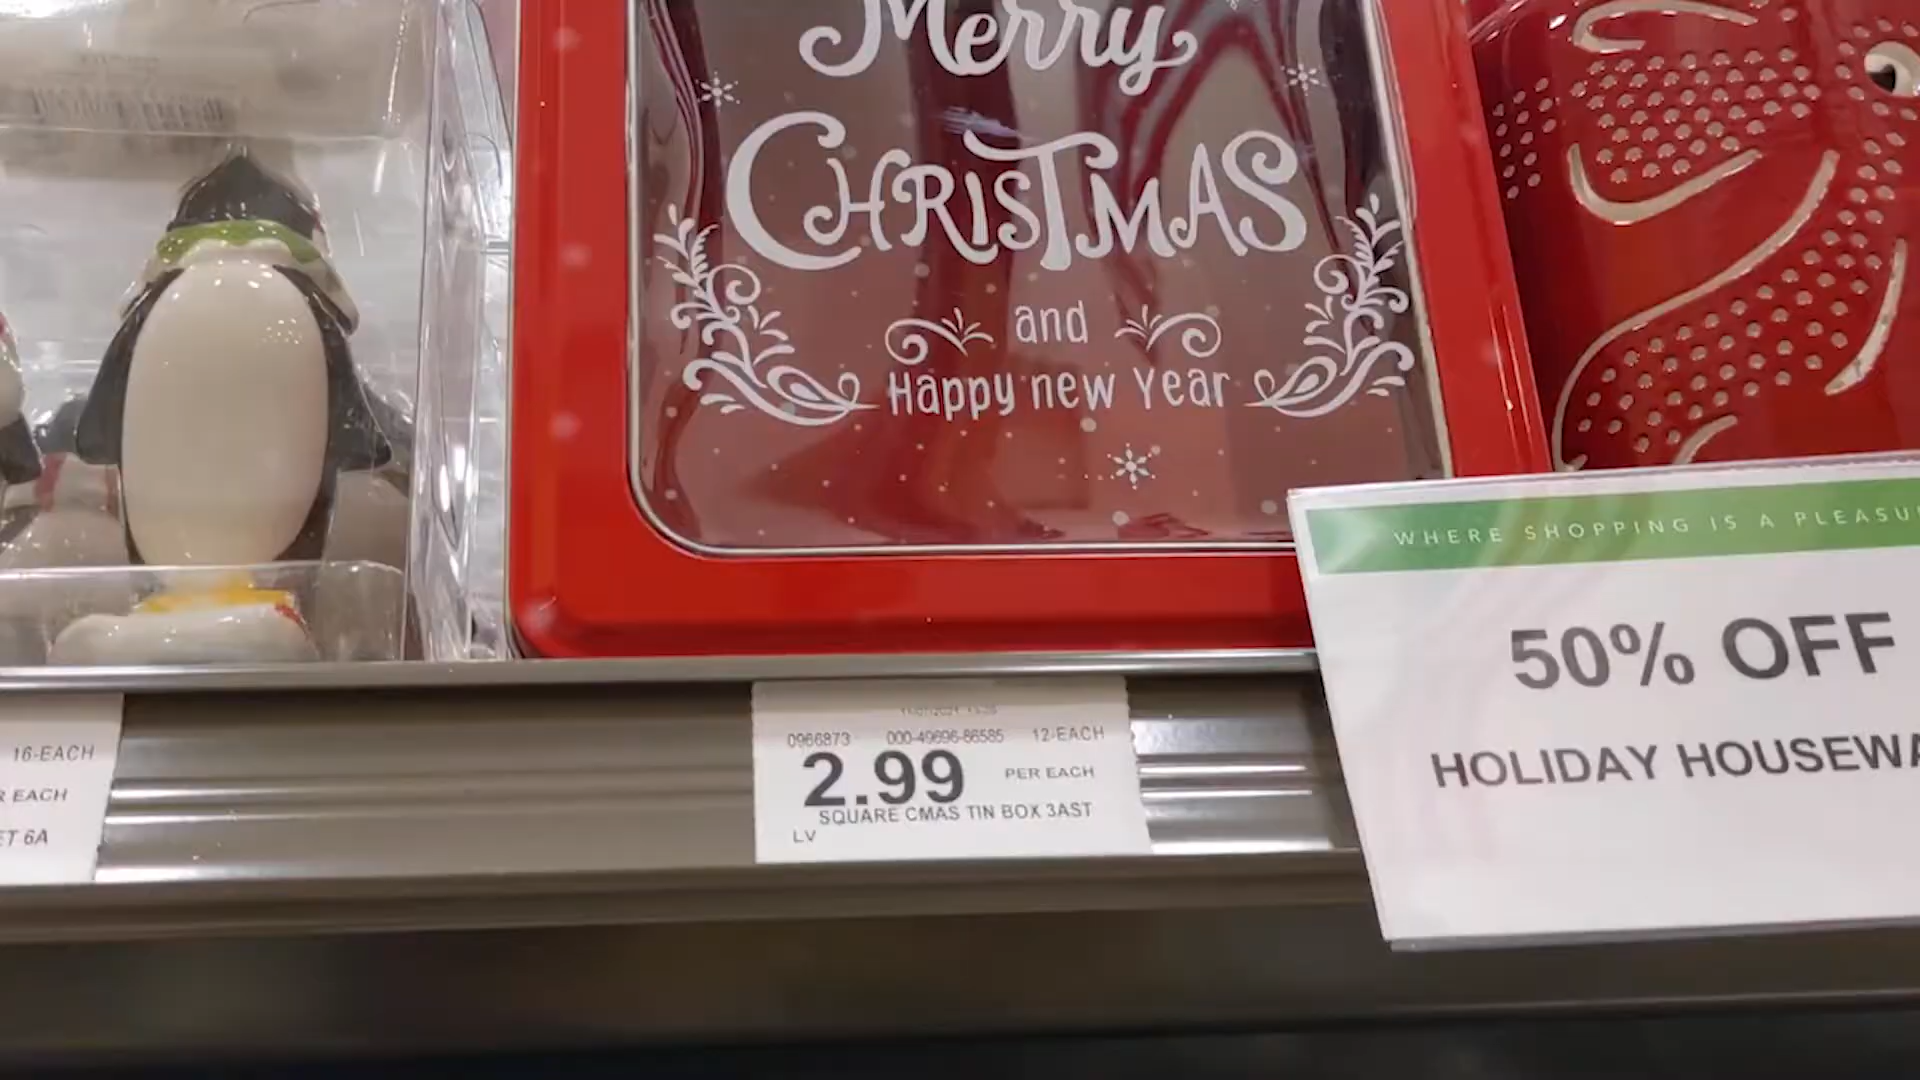 Merry
CHRISTMAS
and
Happy new Year
WHERE SHOPPING IS A PLEASU
50% OFF
HOLIDAY HOUSEWA
16-EACH
R EACH
ET 6A
0966873 000-49696-86585 12-EACH
2.99 PER EACH
SQUARE CMAS TIN BOX 3AST
LV